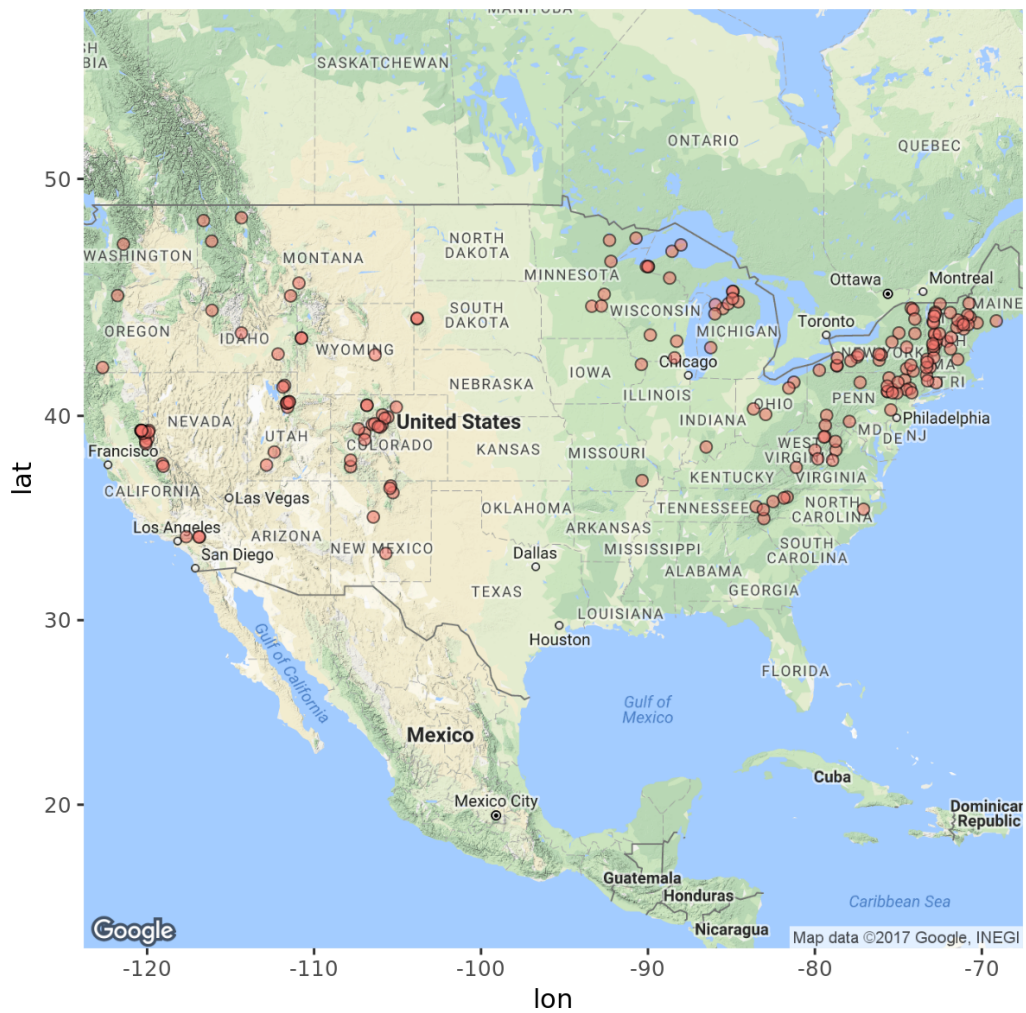 MANITOBA
SH
BIA
SASKATCHEWAN
ONTARIO
QUEBEC
50
WASHINGTON
MONTANA
NORTH
DAKOTA
MINNESOTA
Ottawa
Montreal
MAINE
OREGON
IDAHO
WYOMING
SOUTH
DAKOTA
WISCONSIN
MICHIGAN
Toronto
NEW YORK
NH
MA
RI
NEBRASKA
IOWA
Chicago
ILLINOIS
INDIANA
OHIO
PENN
40
NEVADA
UTAH
COLORADO
United States
KANSAS
MISSOURI
WEST
VIRGINIA
MD
DE
NJ
Philadelphia
Francisco
CALIFORNIA
Las Vegas
KENTUCKY
VIRGINIA
Los Angeles
ARIZONA
NEW MEXICO
OKLAHOMA
TENNESSEE
NORTH
CAROLINA
San Diego
Dallas
ARKANSAS
MISSISSIPPI
SOUTH
CAROLINA
ALABAMA
GEORGIA
TEXAS
LOUISIANA
30
Houston
Gulf of California
FLORIDA
Gulf of
Mexico
Mexico
Cuba
20
Mexico City
Dominican
Republic
Guatemala
Honduras
Caribbean Sea
Nicaragua
Google
Map data ©2017 Google, INEGI
-120
-110
-100
-90
-80
-70
lon
lat